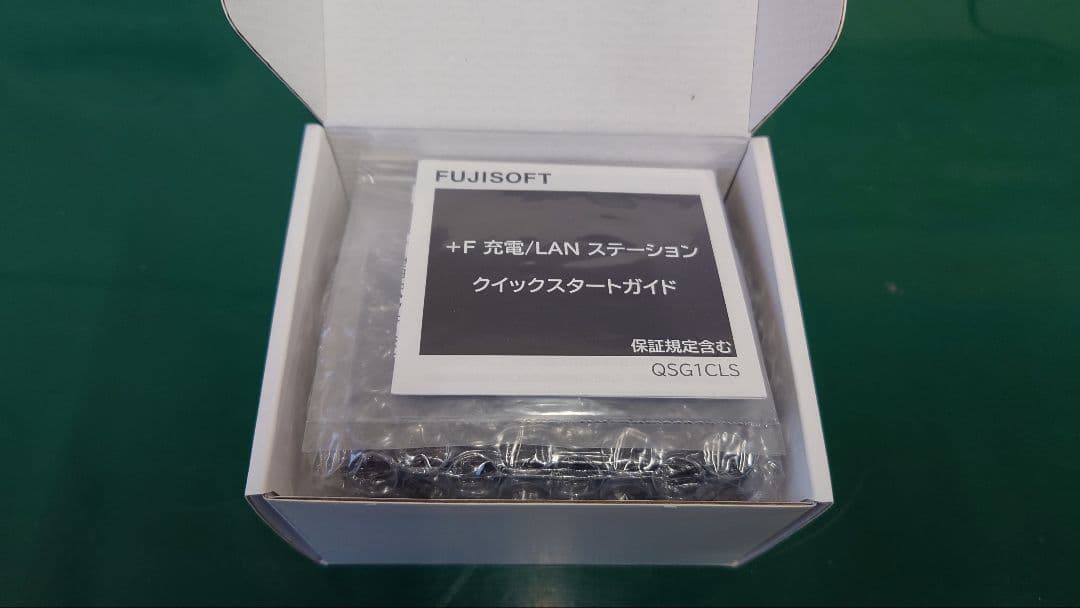 FUJISOFT
+F 充電/LAN ステーション
クイックスタートガイド
保証規定含む
QSG1CLS